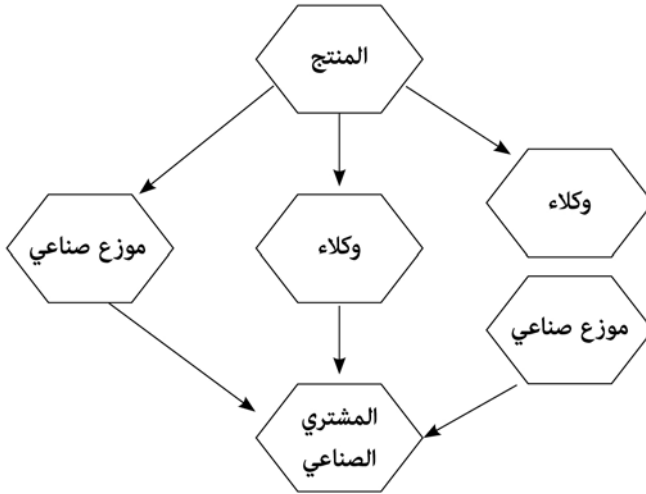 المنتج
وكلاء
وكلاء
موزع صناعي
موزع صناعي
المشتري
الصناعي